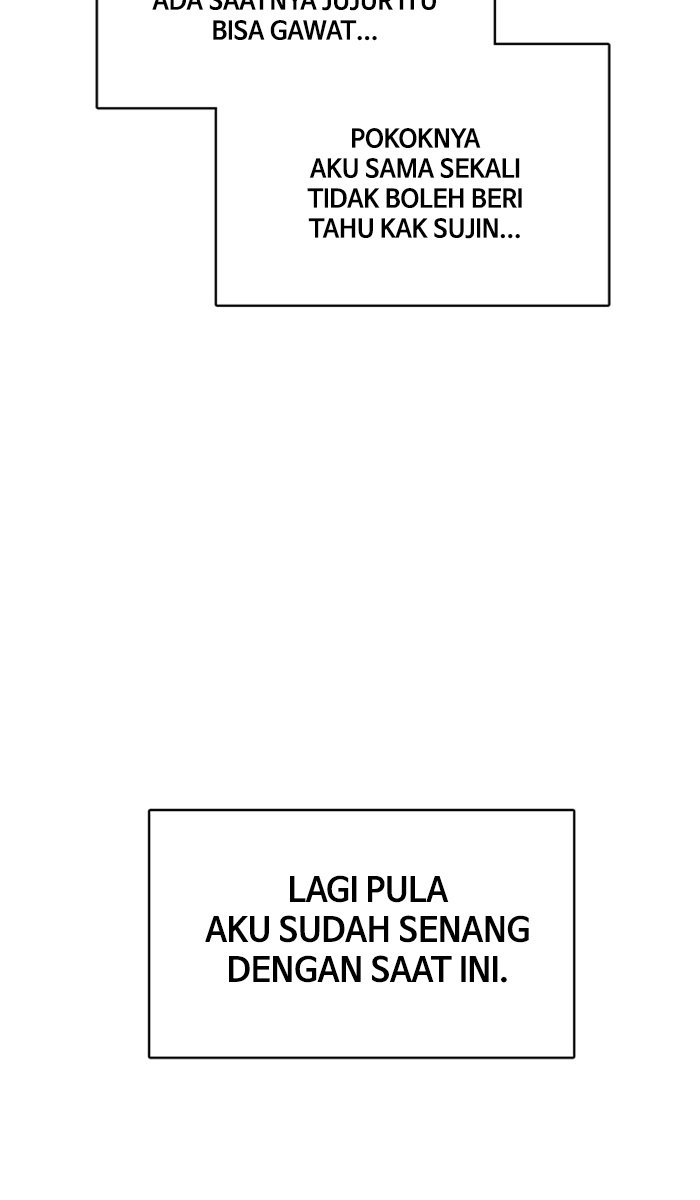 ADA SAATNYA JUJUR ITU
BISA GAWAT...
POKOKNYA
AKU SAMA SEKALI
TIDAK BOLEH BERI
TAHU KAK SUJIN...
LAGI PULA
AKU SUDAH SENANG
DENGAN SAAT INI.